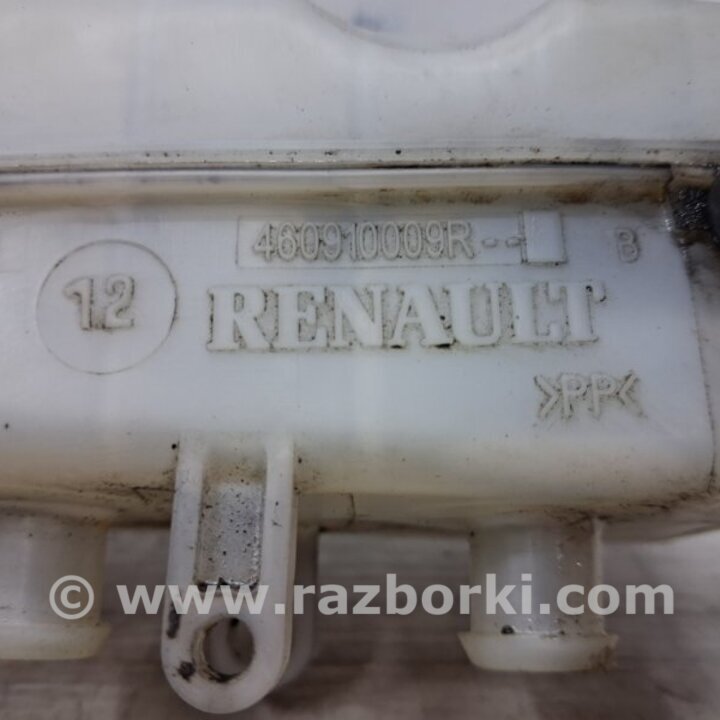 460910009R--
B
12
RENAULT
>PP<
© www.razborki.com